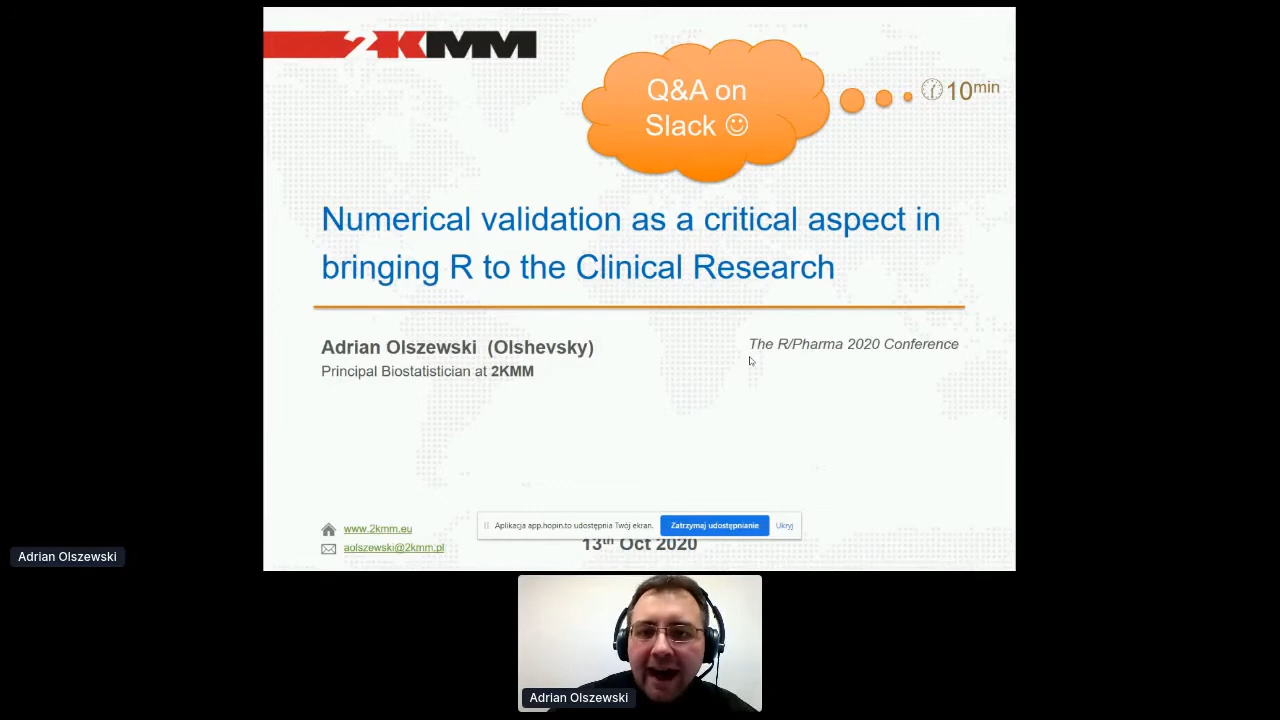 2KMM
Q&A on
Slack ☺
10min
Numerical validation as a critical aspect in
bringing R to the Clinical Research
Adrian Olszewski (Olshevsky)
The R/Pharma 2020 Conference
Principal Biostatistician at 2KMM
www.2kmm.eu
Aplikacja app.hopin.to udostępnia Twój ekran.
Zatrzymaj udostępnianie
Ukryj
aolszewski@2kmm.pl
13th Oct 2020
Adrian Olszewski
Adrian Olszewski